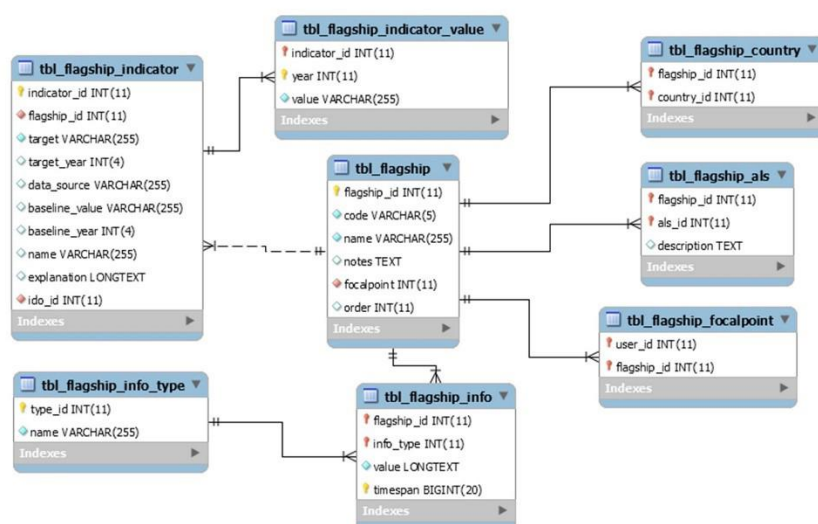 tbl_flagship_indicator
indicator_id INT(11)
flagship_id INT(11)
target VARCHAR(255)
target_year INT(4)
data_source VARCHAR(255)
baseline_value VARCHAR(255)
baseline_year INT(4)
name VARCHAR(255)
explanation LONGTEXT
ido_id INT(11)
Indexes
tbl_flagship_indicator_value
indicator_id INT(11)
year INT(11)
value VARCHAR(255)
Indexes
tbl_flagship_country
flagship_id INT(11)
country_id INT(11)
Indexes
tbl_flagship
flagship_id INT(11)
code VARCHAR(5)
name VARCHAR(255)
notes TEXT
focalpoint INT(11)
order INT(11)
Indexes
tbl_flagship_als
flagship_id INT(11)
als_id INT(11)
description TEXT
Indexes
tbl_flagship_focalpoint
user_id INT(11)
flagship_id INT(11)
Indexes
tbl_flagship_info_type
type_id INT(11)
name VARCHAR(255)
Indexes
tbl_flagship_info
flagship_id INT(11)
info_type INT(11)
value LONGTEXT
timespan BIGINT(20)
Indexes